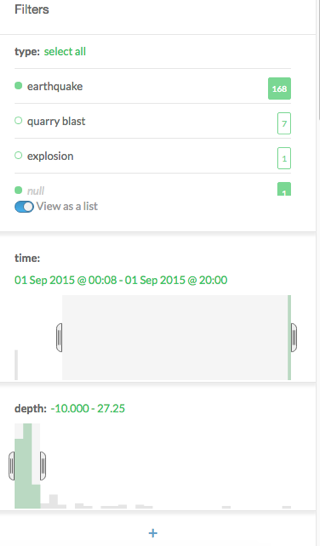 Filters
type: select all
earthquake 168
quarry blast 7
explosion 1
null 1
View as a list
time:
01 Sep 2015 @ 00:08 - 01 Sep 2015 @ 20:00
depth: -10.000 - 27.25
+